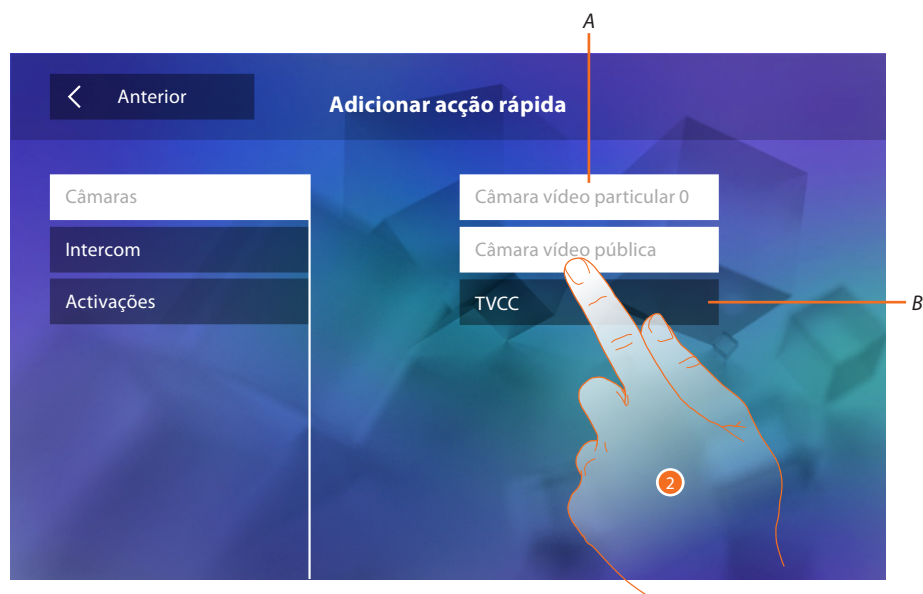 A
Anterior
Adicionar acção rápida
Câmaras
Câmara vídeo particular 0
Intercom
Câmara vídeo pública
Activações
TVCC
B
2